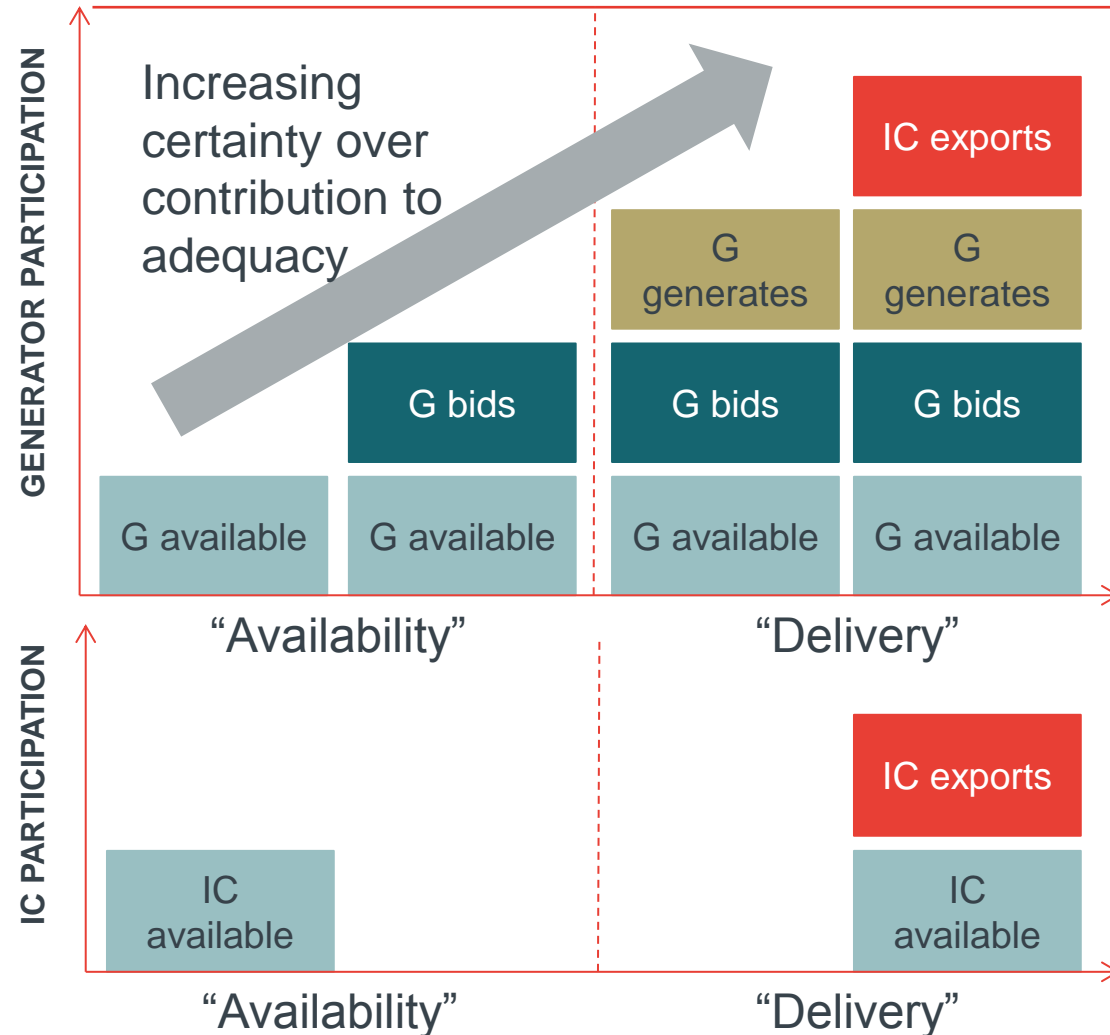 GENERATOR PARTICIPATION
Increasing
certainty over
contribution to
adequacy
IC exports
G
generates
G
generates
G bids
G bids
G bids
G available
G available
G available
G available
“Availability”
“Delivery”
IC PARTICIPATION
IC exports
IC
available
IC
available
“Availability”
“Delivery”